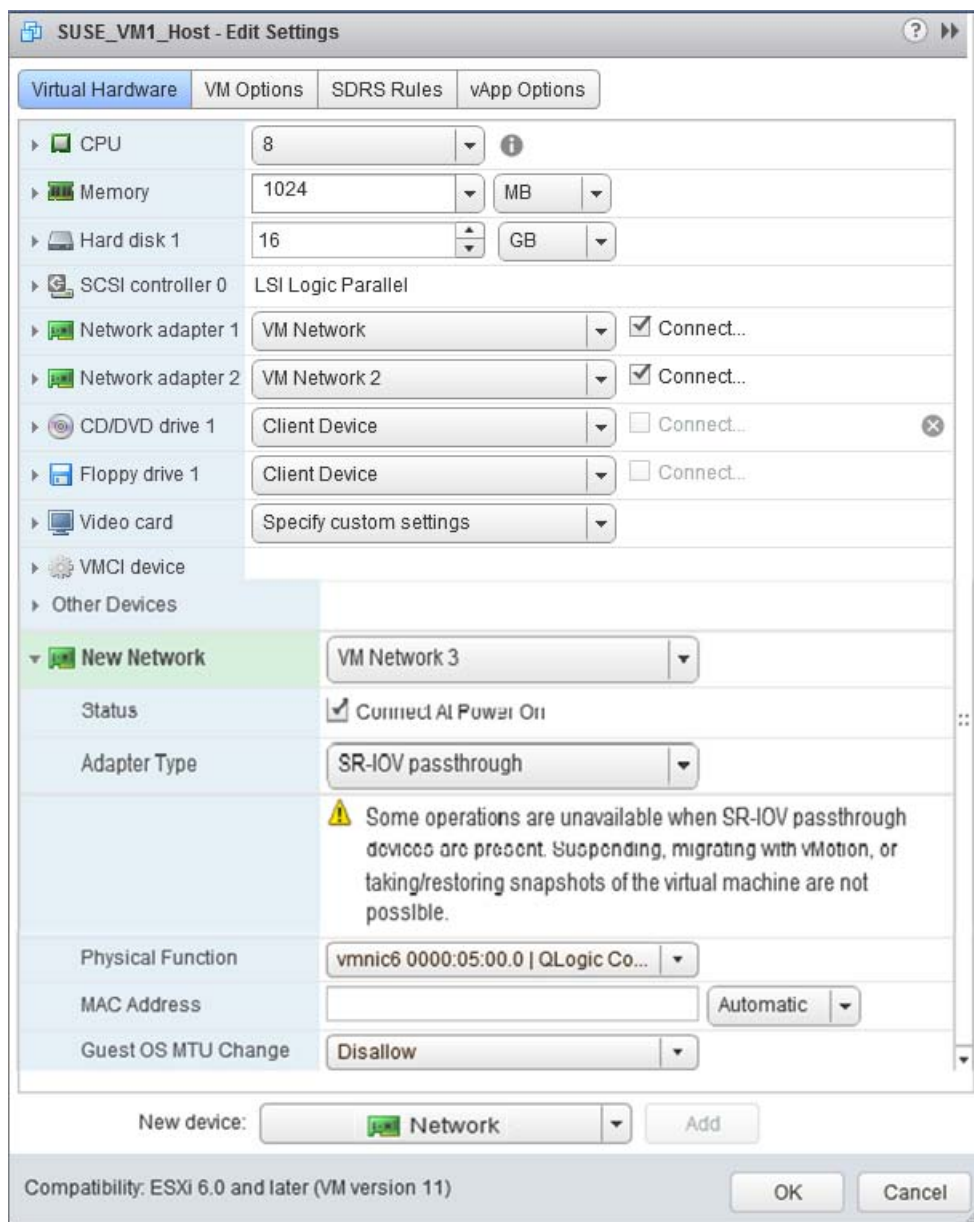 SUSE_VM1_Host - Edit Settings
Virtual Hardware VM Options SDRS Rules vApp Options
CPU 8
Memory 1024 MB
Hard disk 1 16 GB
SCSI controller 0 LSI Logic Parallel
Network adapter 1 VM Network Connect...
Network adapter 2 VM Network 2 Connect...
CD/DVD drive 1 Client Device Connect...
Floppy drive 1 Client Device Connect...
Video card Specify custom settings
VMCI device
Other Devices
New Network VM Network 3
Status Connect At Power On
Adapter Type SR-IOV passthrough
Some operations are unavailable when SR-IOV passthrough
devices are present. Suspending, migrating with vMotion, or
taking/restoring snapshots of the virtual machine are not
possible.
Physical Function vmnic6 0000:05:00.0 | QLogic Co...
MAC Address Automatic
Guest OS MTU Change Disallow
New device: Network Add
Compatibility: ESXi 6.0 and later (VM version 11) OK Cancel